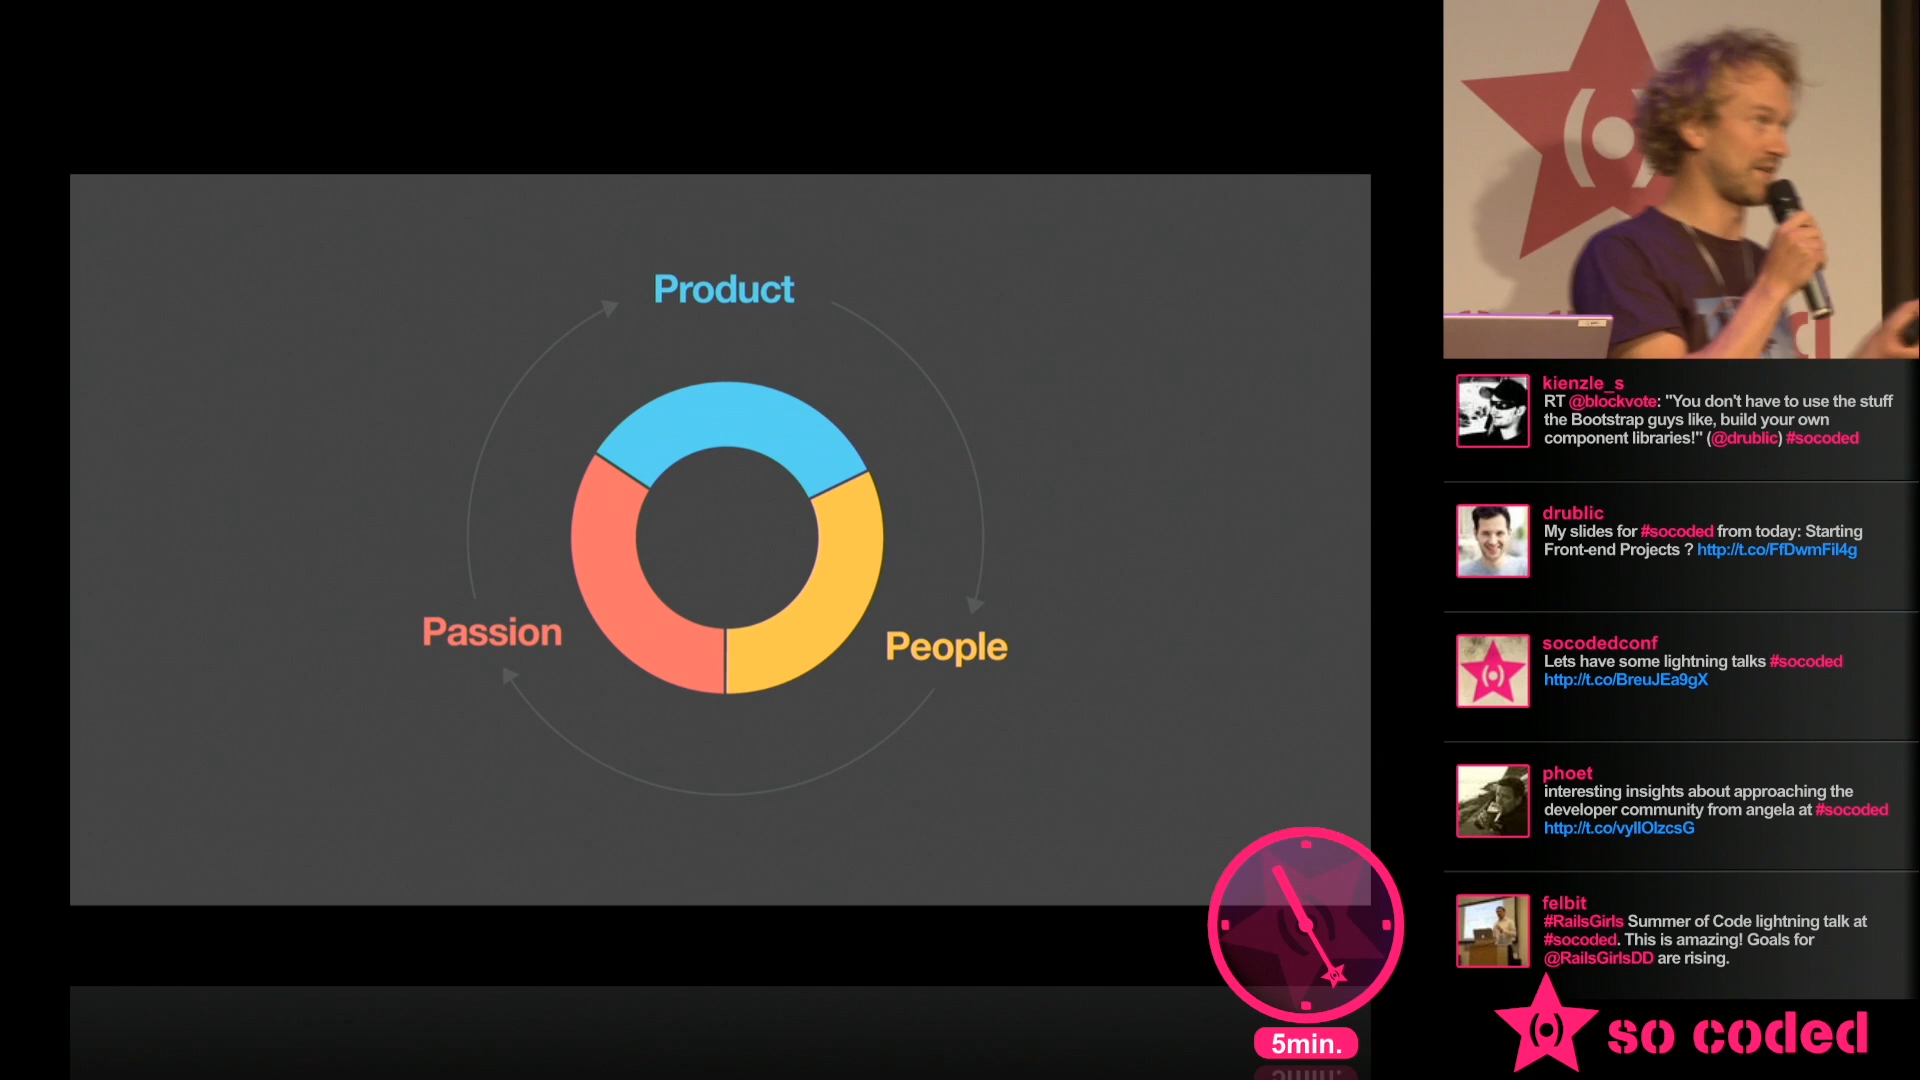 Product
Passion
People
5min.
kienzle_s
RT @blockvote: "You don't have to use the stuff
the Bootstrap guys like, build your own
component libraries!" (@drublic) #socoded
drublic
My slides for #socoded from today: Starting
Front-end Projects ? http://t.co/FfDwmFil4g
socodedconf
Lets have some lightning talks #socoded
http://t.co/BreuJEa9gX
phoet
interesting insights about approaching the
developer community from angela at #socoded
http://t.co/vyIlOlzcsG
felbit
#RailsGirls Summer of Code lightning talk at
#socoded. This is amazing! Goals for
@RailsGirlsDD are rising.
so coded